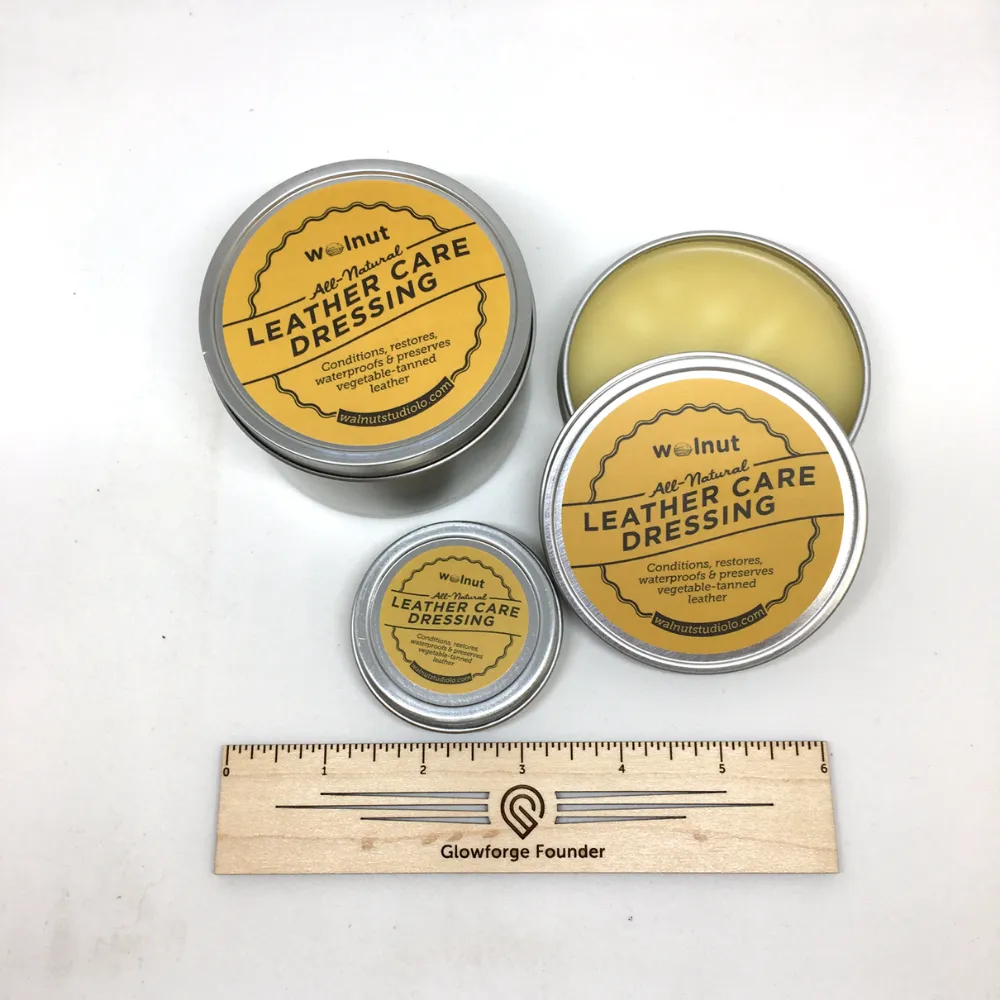 walnut
All-Natural
LEATHER CARE
DRESSING
Conditions, restores,
waterproofs & preserves
vegetable-tanned
leather
walnutstudiolo.com
walnut
All-Natural
LEATHER CARE
DRESSING
Conditions, restores,
waterproofs & preserves
vegetable-tanned
leather
walnutstudiolo.com
walnut
All-Natural
LEATHER CARE
DRESSING
Conditions, restores,
waterproofs & preserves
vegetable-tanned
leather
walnutstudiolo.com
0 1 2 3 4 5 6
Glowforge Founder